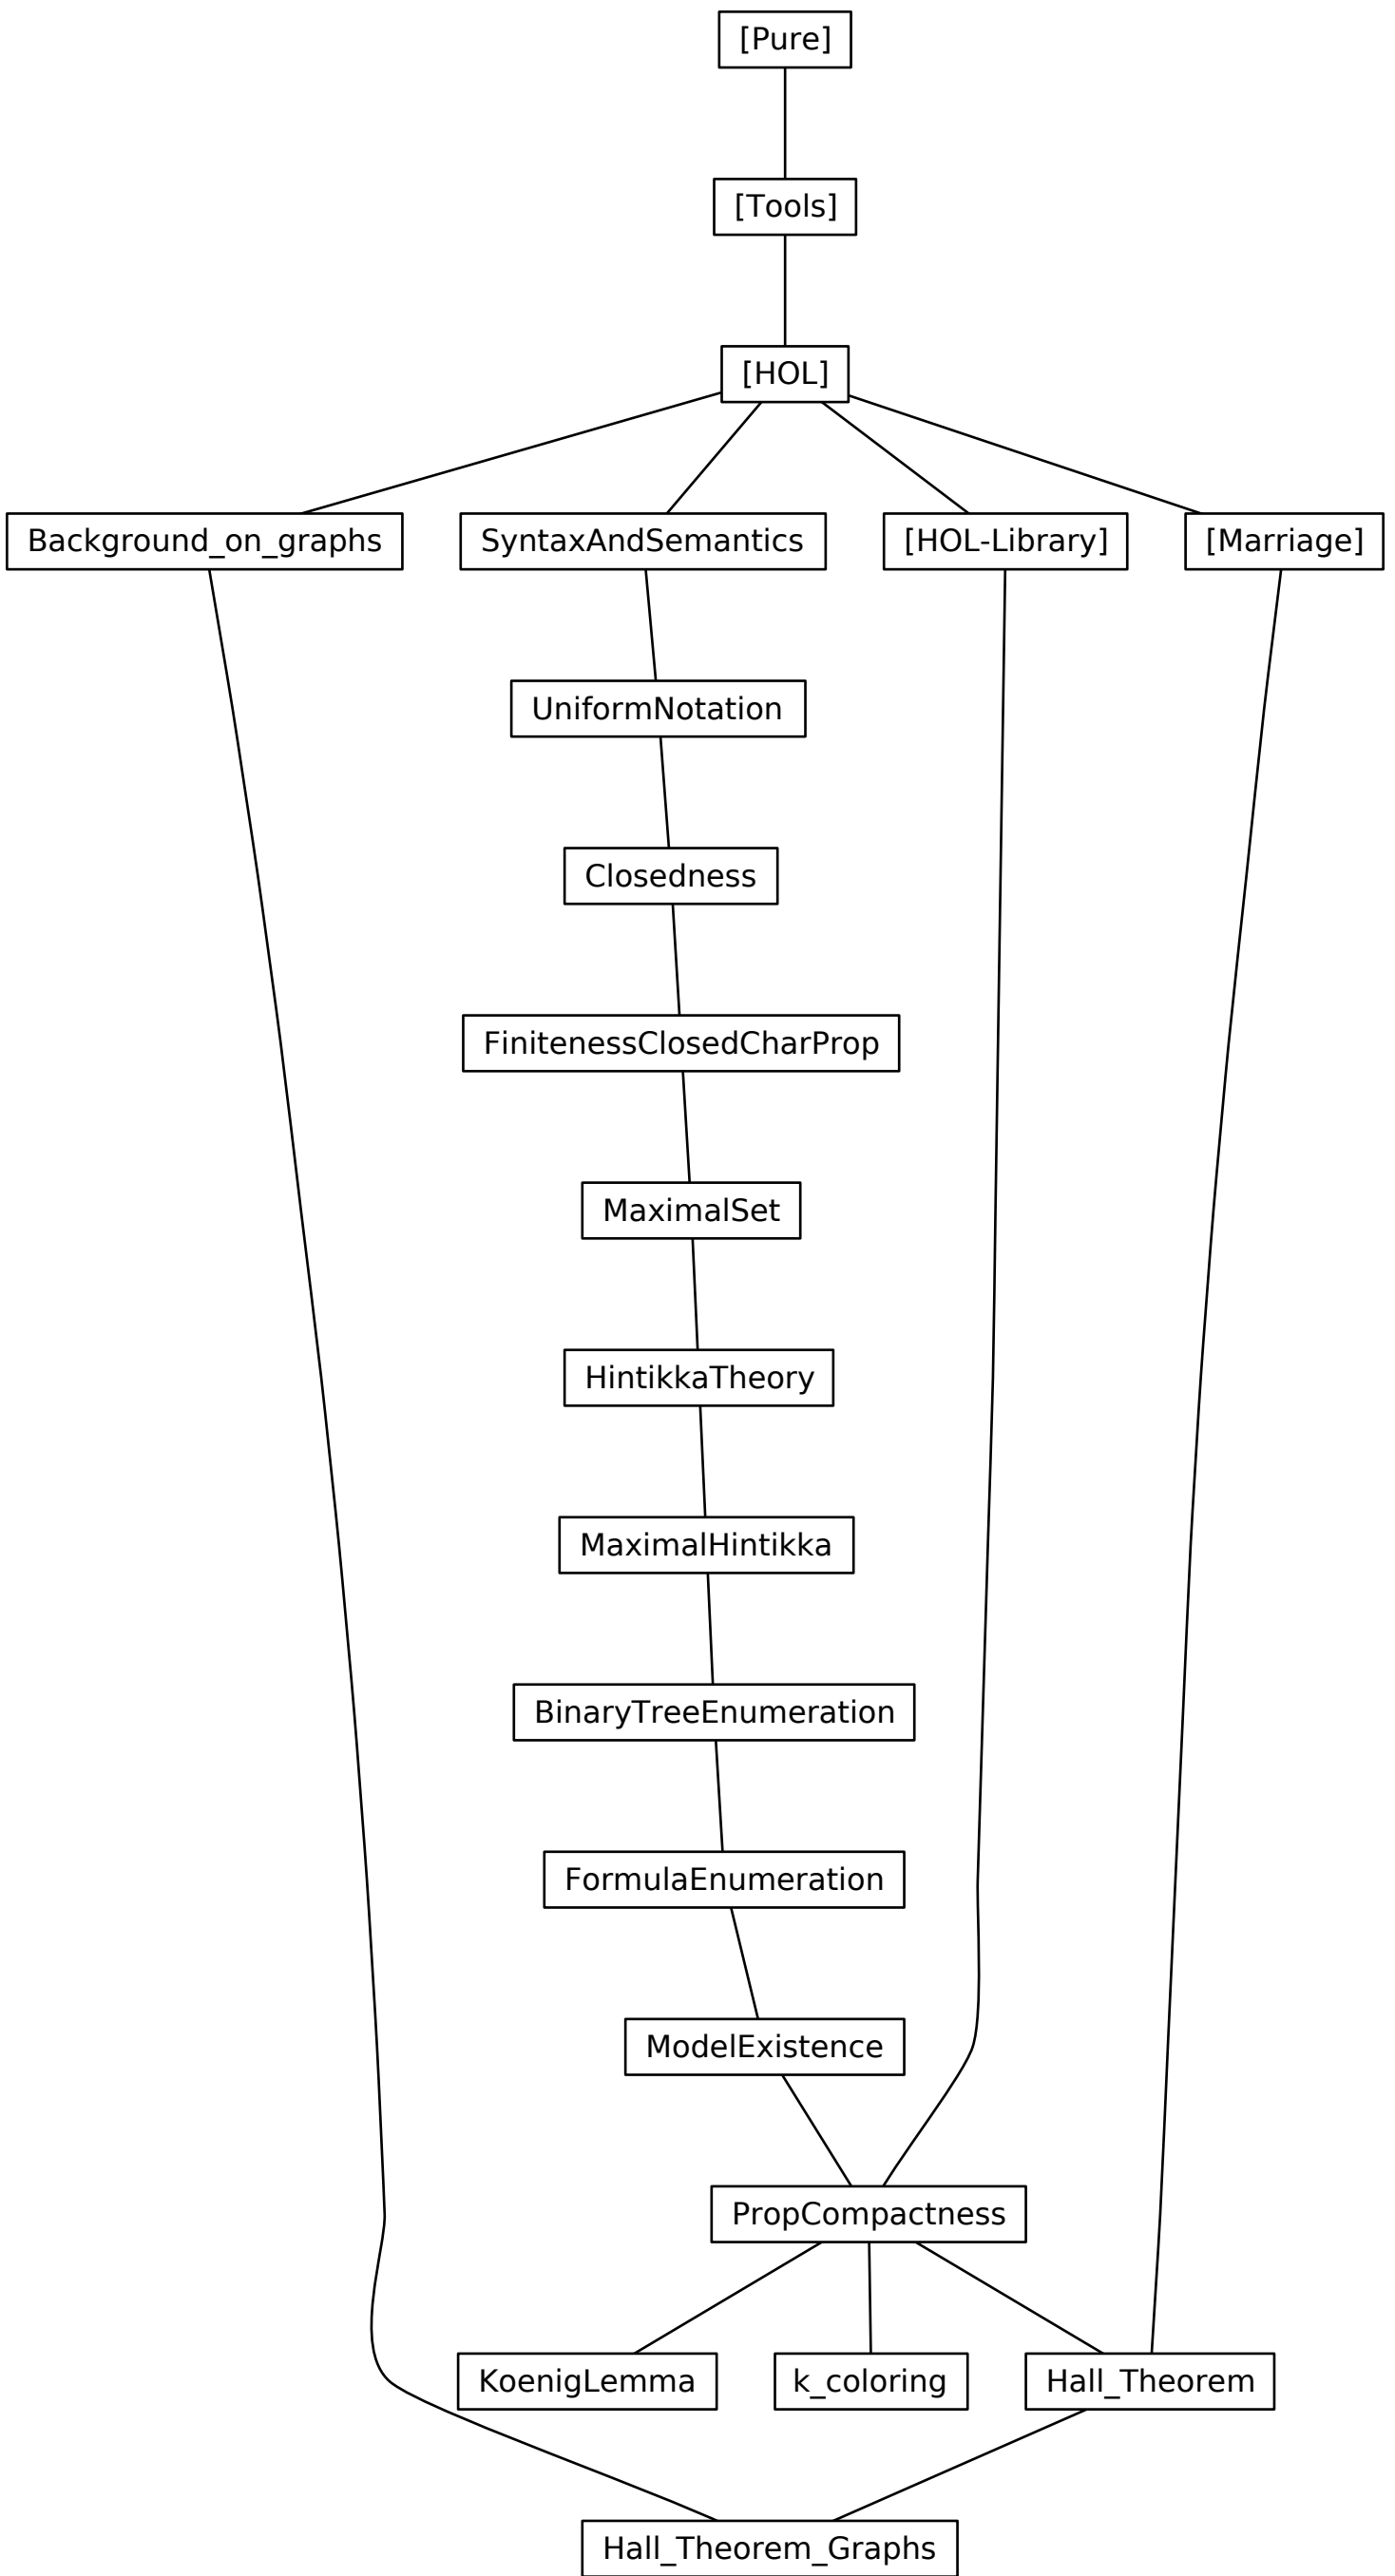 [Pure]
[Tools]
[HOL]
Background_on_graphs
SyntaxAndSemantics
[HOL-Library]
[Marriage]
UniformNotation
Closedness
FinitenessClosedCharProp
MaximalSet
HintikkaTheory
MaximalHintikka
BinaryTreeEnumeration
FormulaEnumeration
ModelExistence
PropCompactness
KoenigLemma
k_coloring
Hall_Theorem
Hall_Theorem_Graphs